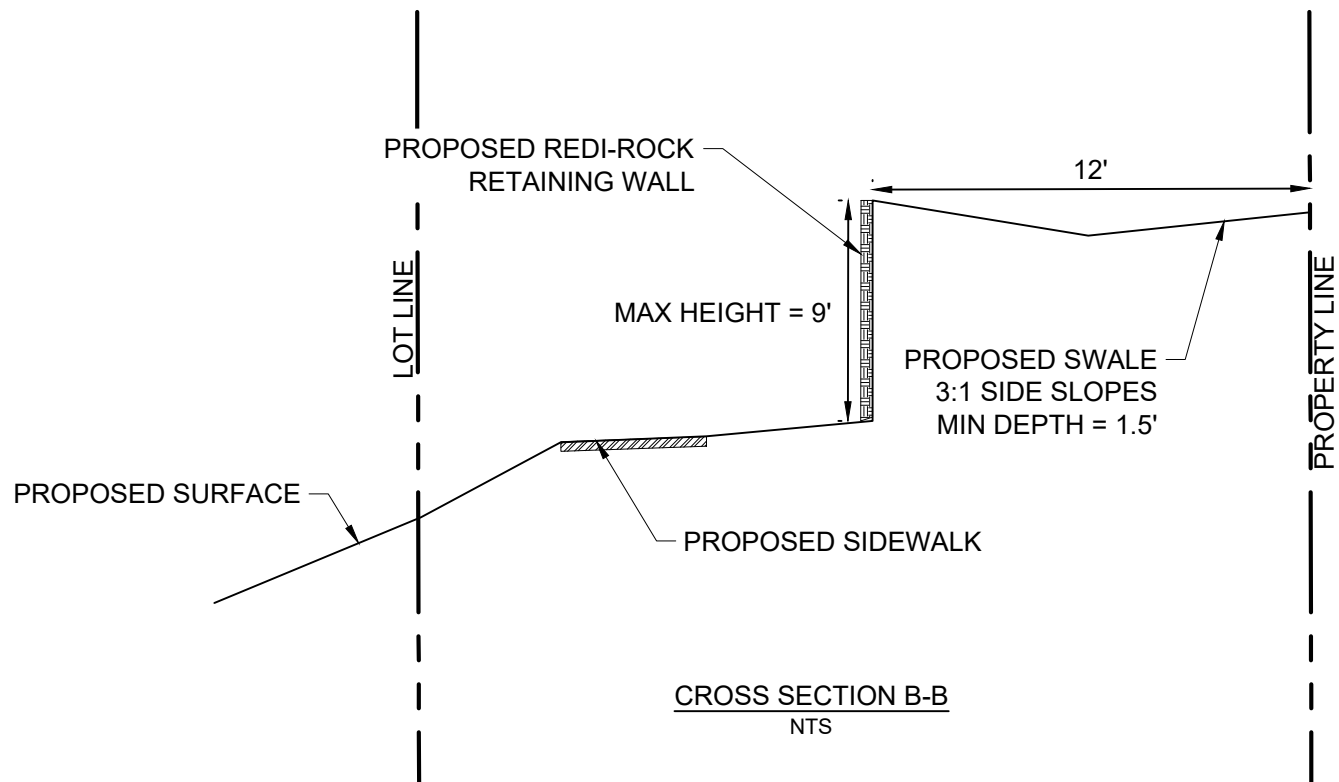 PROPOSED REDI-ROCK
RETAINING WALL
12'
LOT LINE
MAX HEIGHT = 9'
PROPOSED SWALE
3:1 SIDE SLOPES
MIN DEPTH = 1.5'
PROPERTY LINE
PROPOSED SURFACE
PROPOSED SIDEWALK
CROSS SECTION B-B
NTS